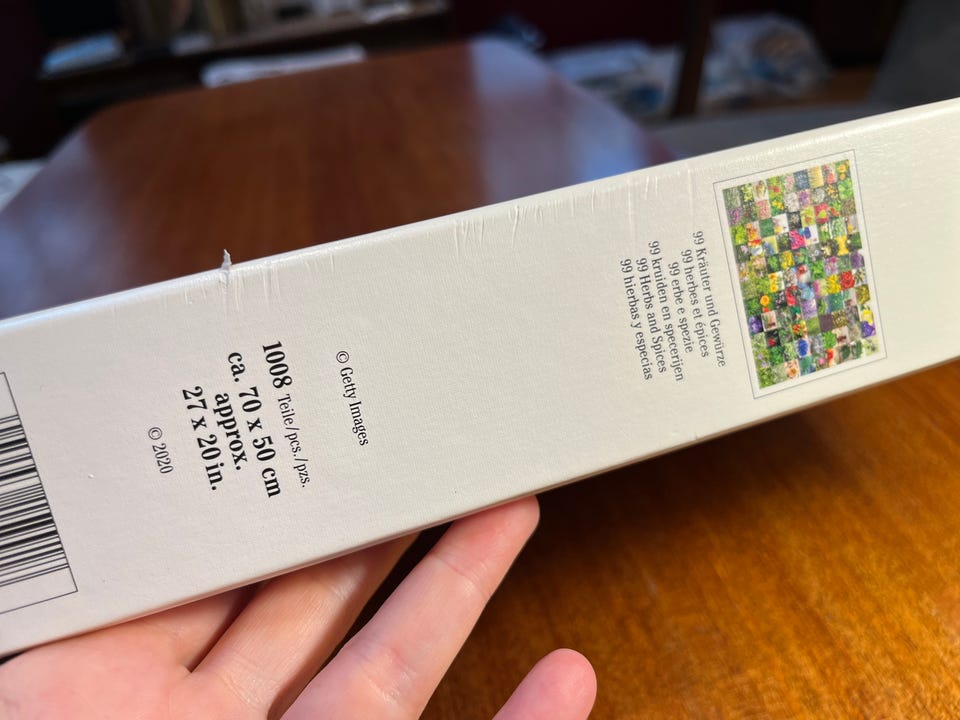 99 Kräuter und Gewürze
99 herbes et épices
99 erbe e spezie
99 kruiden en specerijen
99 Herbs and Spices
99 hierbas y especias
© Getty Images
1008 Teile/pcs./pzs.
ca. 70 x 50 cm
approx.
27 x 20 in.
© 2020